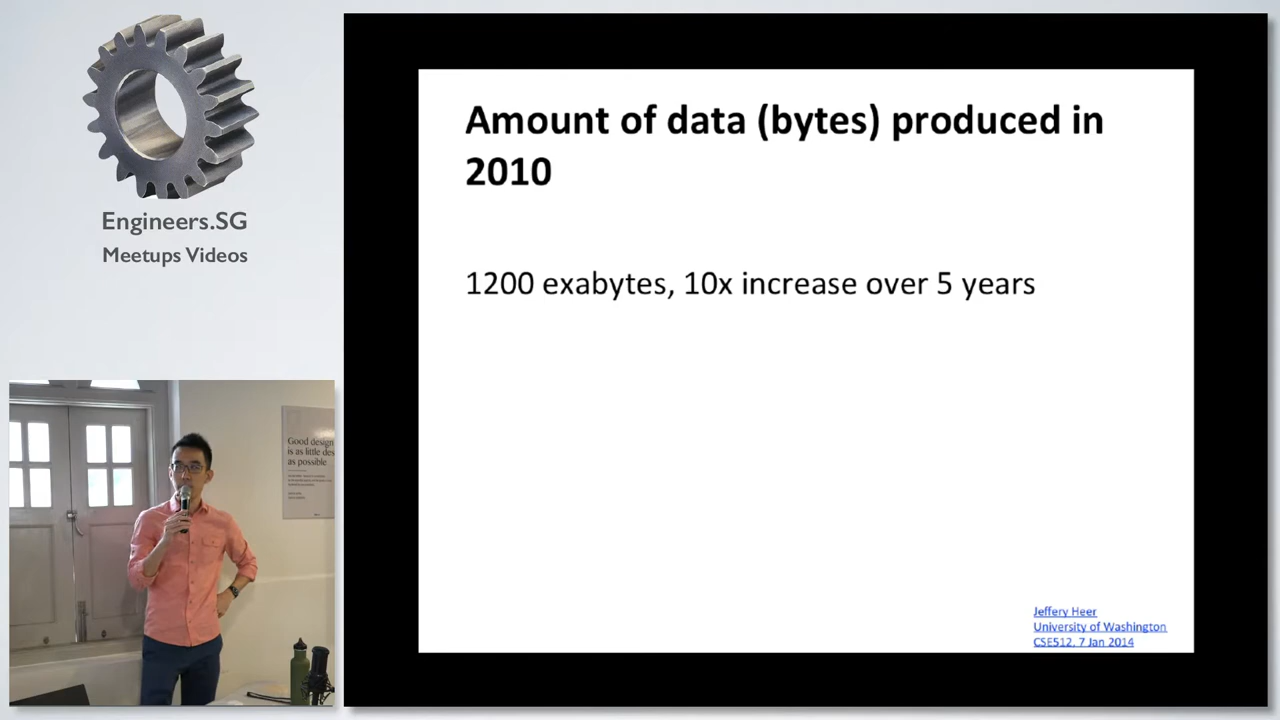 Engineers.SG
Meetups Videos
Amount of data (bytes) produced in
2010
1200 exabytes, 10x increase over 5 years
Jeffery Heer
University of Washington
CSE512, 7 Jan 2014
Good design
is as little des
as possible